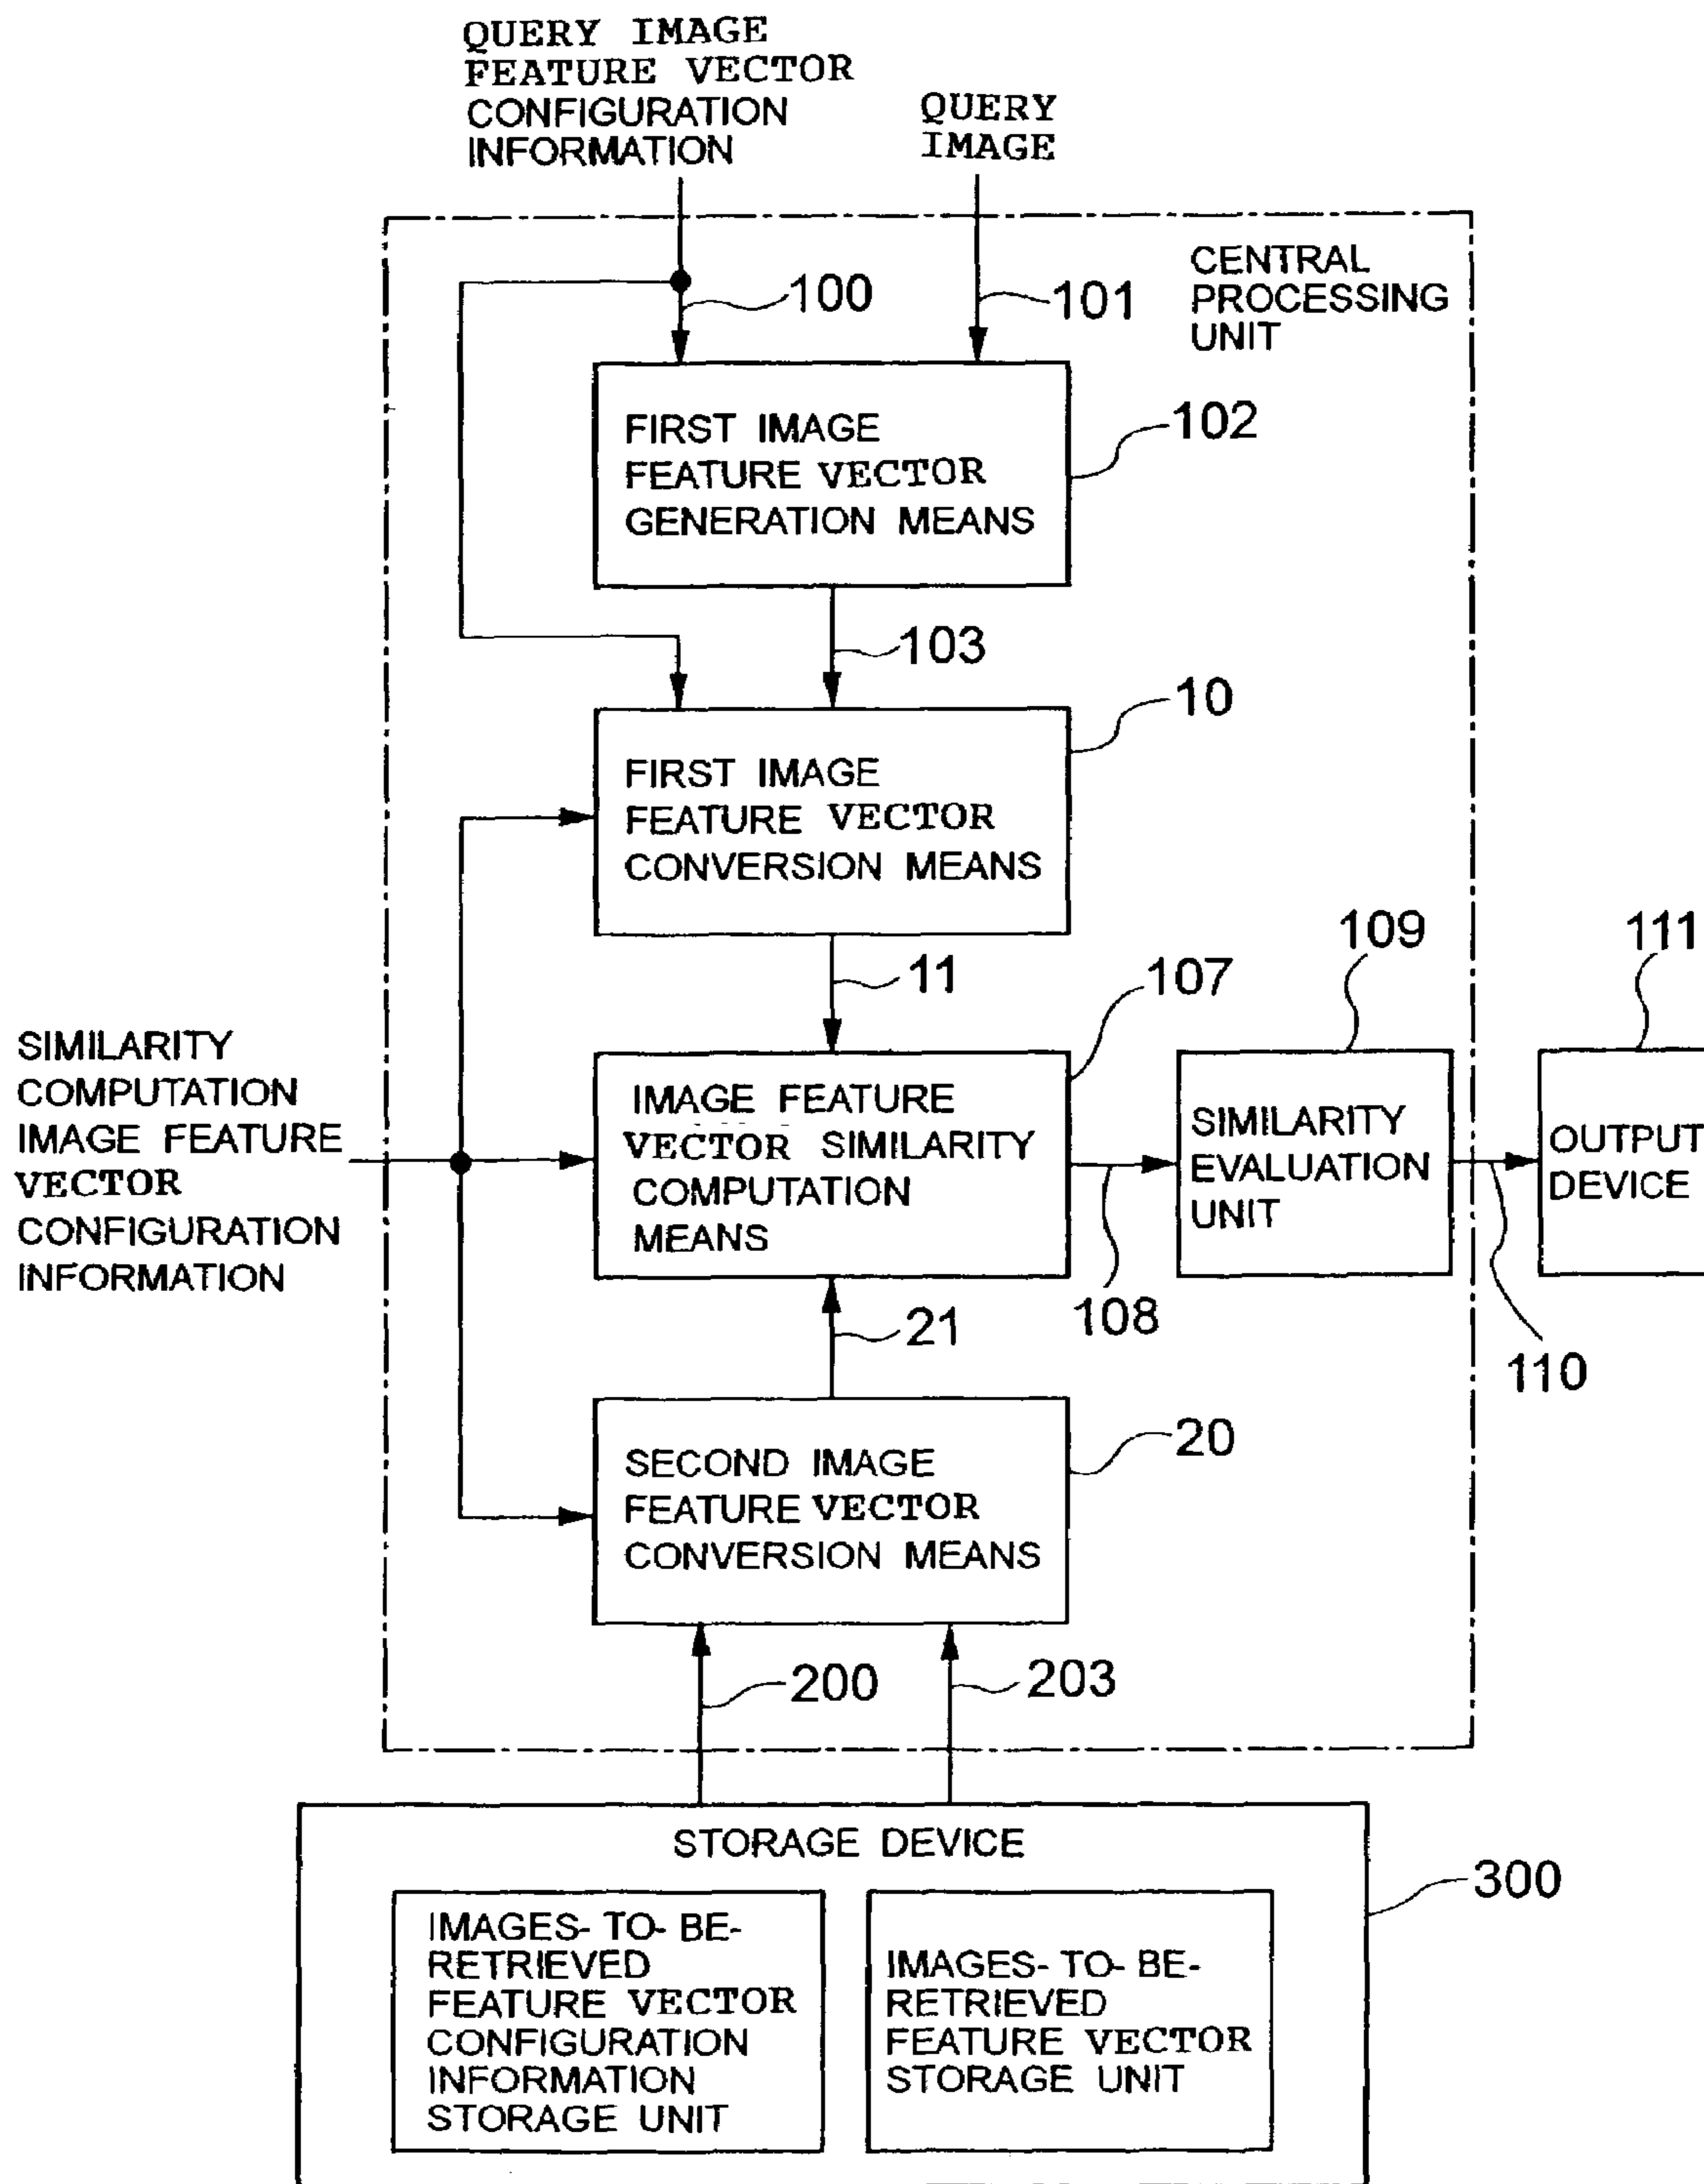 QUERY IMAGE
FEATURE VECTOR
CONFIGURATION
INFORMATION
QUERY
IMAGE
CENTRAL
PROCESSING
UNIT
100
101
FIRST IMAGE
FEATURE VECTOR
GENERATION MEANS
102
103
10
FIRST IMAGE
FEATURE VECTOR
CONVERSION MEANS
11
107
109
111
SIMILARITY
COMPUTATION
IMAGE FEATURE
VECTOR
CONFIGURATION
INFORMATION
IMAGE FEATURE
VECTOR SIMILARITY
COMPUTATION
MEANS
SIMILARITY
EVALUATION
UNIT
OUTPUT
DEVICE
108
110
21
20
SECOND IMAGE
FEATURE VECTOR
CONVERSION MEANS
200
203
STORAGE DEVICE
300
IMAGES-TO-BE-
RETRIEVED
FEATURE VECTOR
CONFIGURATION
INFORMATION
STORAGE UNIT
IMAGES-TO-BE-
RETRIEVED
FEATURE VECTOR
STORAGE UNIT